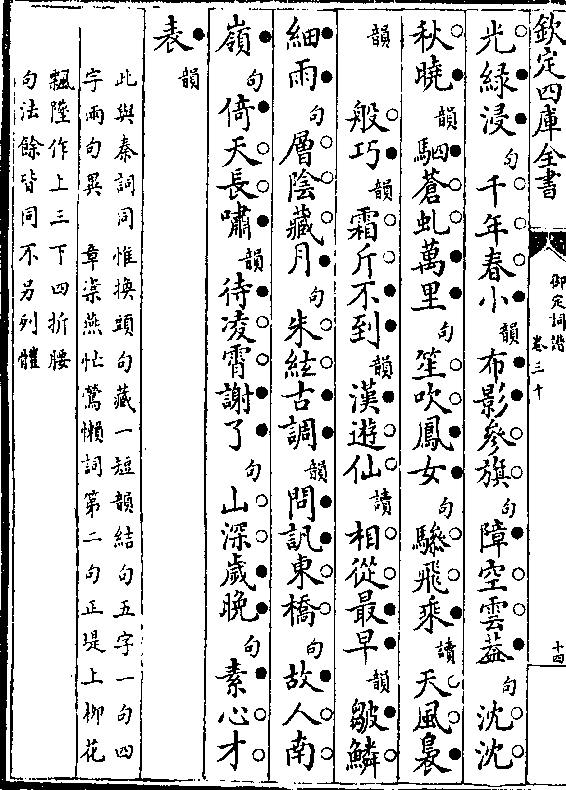 欽定四庫全書
御定詞譜
卷三十
十四
光緑浸句千年春小韻布影參旗句障空雲葢句沈沈
秋曉韻駟蒼虬萬里句笙吹鳳女句驂飛乘讀天風裊
韻般巧韻霜斤不到韻漢遊仙讀相從最早韻皺鱗
細雨句層陰藏月句朱絃古調韻問訊東橋句故人南
嶺句倚天長嘯韻待凌霄謝了句山深歲晚句素心才
表韻
此與秦詞同惟換頭句藏一短韻結句五字一句四
字兩句異章楶燕忙鶯懶詞第二句正堤上栁花
飄墜作上三下四折腰
句法餘皆同不另列體